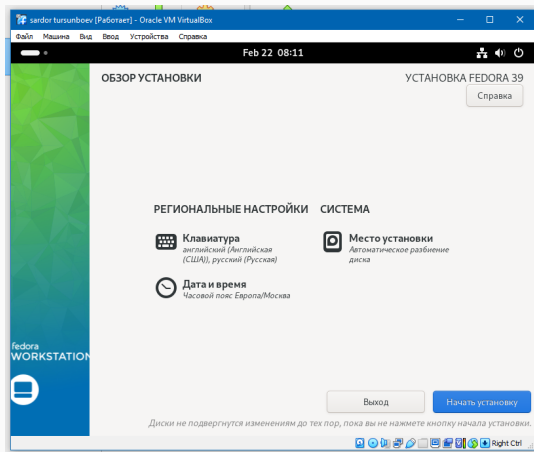 sardor tursunboev [Работает] - Oracle VM VirtualBox
Файл Машина Вид Ввод Устройства Справка
Feb 22 08:11
ОБЗОР УСТАНОВКИ
УСТАНОВКА FEDORA 39
Справка
РЕГИОНАЛЬНЫЕ НАСТРОЙКИ
СИСТЕМА
Клавиатура
английский (Английская
(США)), русский (Русская)
Место установки
Автоматическое разбиение
диска
Дата и время
Часовой пояс Европа/Москва
fedora
WORKSTATION
Выход
Начать установку
Диски не подвергнутся изменениям до тех пор, пока вы не нажмете кнопку начала установки.
Right Ctrl